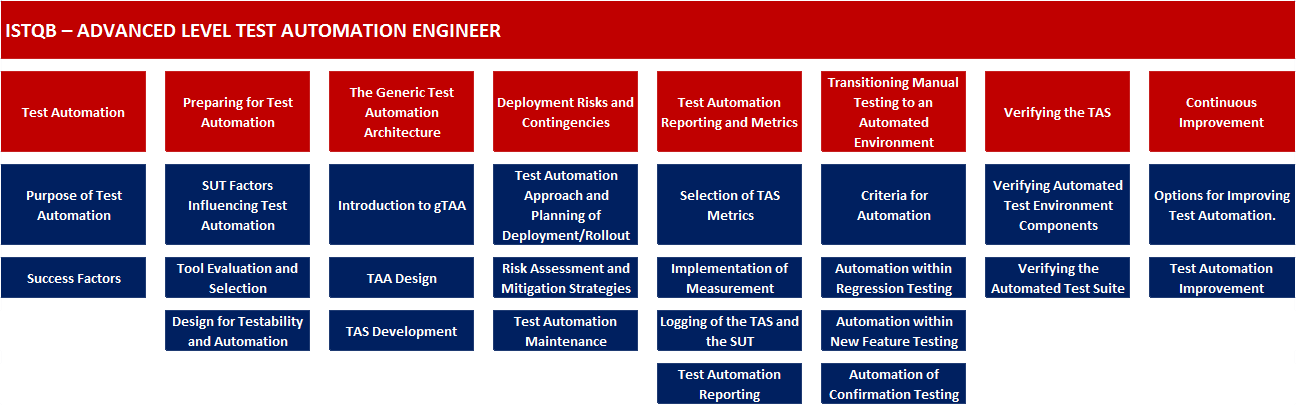 ISTQB – ADVANCED LEVEL TEST AUTOMATION ENGINEER
Test Automation
Preparing for Test
Automation
The Generic Test
Automation
Architecture
Deployment Risks and
Contingencies
Test Automation
Reporting and Metrics
Transitioning Manual
Testing to an
Automated
Environment
Verifying the TAS
Continuous
Improvement
Purpose of Test
Automation
SUT Factors
Influencing Test
Automation
Introduction to gTAA
Test Automation
Approach and
Planning of
Deployment/Rollout
Selection of TAS
Metrics
Criteria for
Automation
Verifying Automated
Test Environment
Components
Options for Improving
Test Automation.
Success Factors
Tool Evaluation and
Selection
TAA Design
Risk Assessment and
Mitigation Strategies
Implementation of
Measurement
Automation within
Regression Testing
Verifying the
Automated Test Suite
Test Automation
Improvement
Design for Testability
and Automation
TAS Development
Test Automation
Maintenance
Logging of the TAS and
the SUT
Automation within
New Feature Testing
Test Automation
Reporting
Automation of
Confirmation Testing